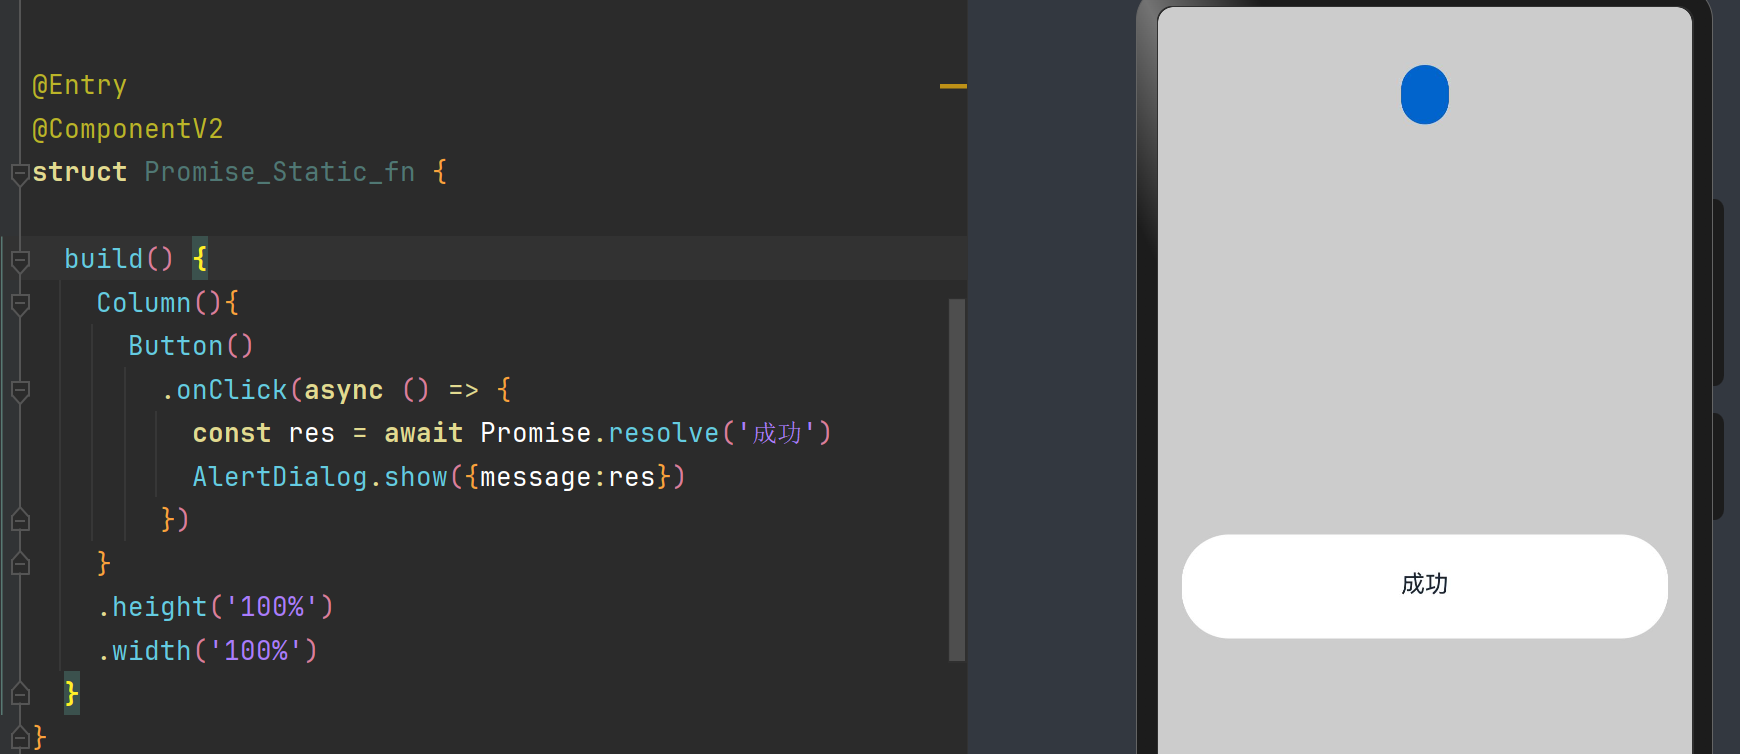 @Entry
@ComponentV2
struct Promise_Static_fn {
build() {
Column(){
Button()
.onClick(async () => {
const res = await Promise.resolve('成功')
AlertDialog.show({message:res})
})
}
.height('100%')
.width('100%')
}
}
成功